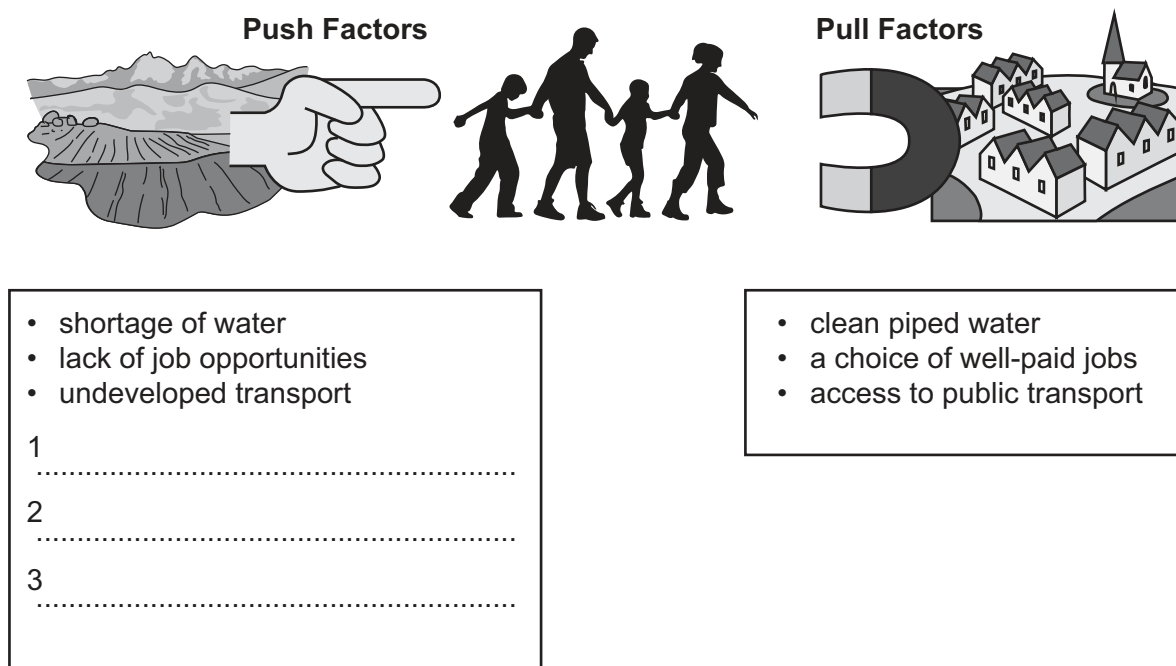 Push Factors
Pull Factors
• shortage of water
• lack of job opportunities
• undeveloped transport
1 ............................................................
2 ............................................................
3 ............................................................
• clean piped water
• a choice of well-paid jobs
• access to public transport